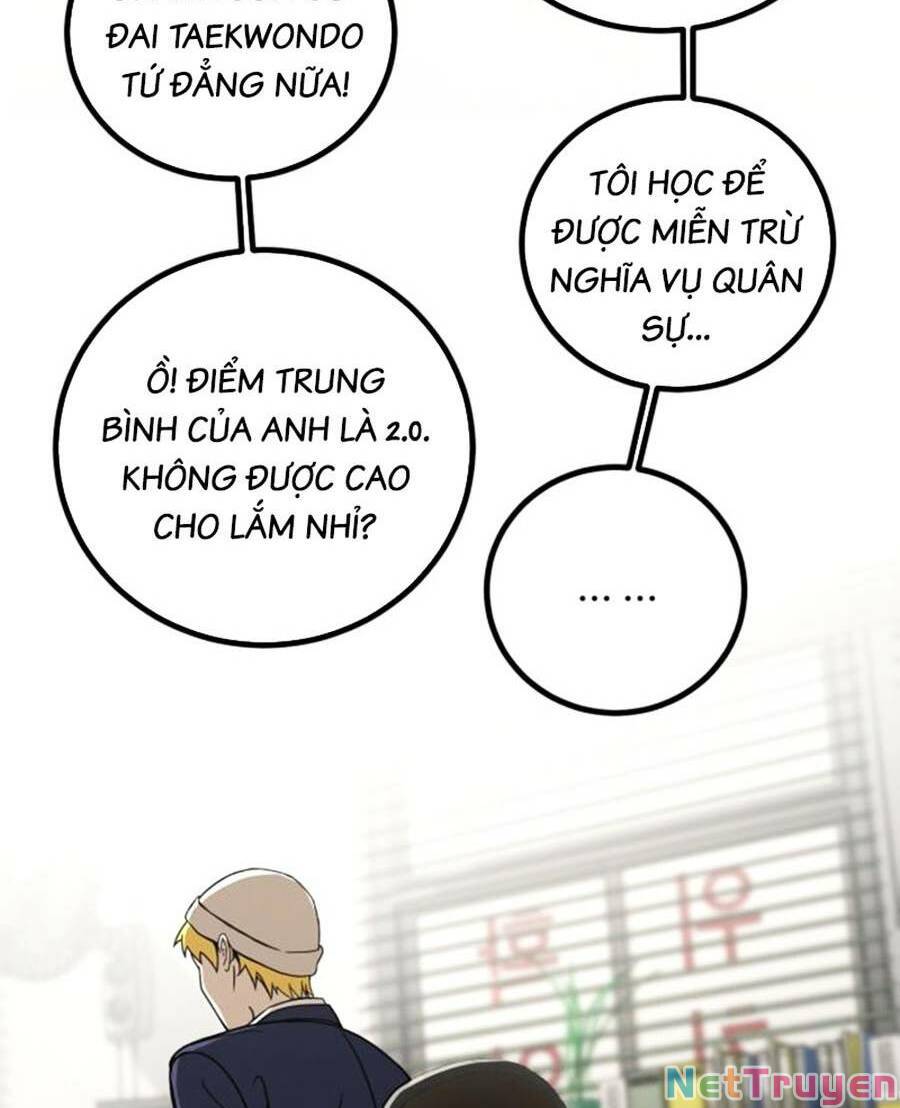 ĐAI TAEKWONDO
TỨ ĐẲNG NỮA!
TÔI HỌC ĐỂ
ĐƯỢC MIỄN TRỪ
NGHĨA VỤ QUÂN
SỰ...
Ồ! ĐIỂM TRUNG
BÌNH CỦA ANH LÀ 2.0.
KHÔNG ĐƯỢC CAO
CHO LẮM NHỈ?
... ...
NetTruyen